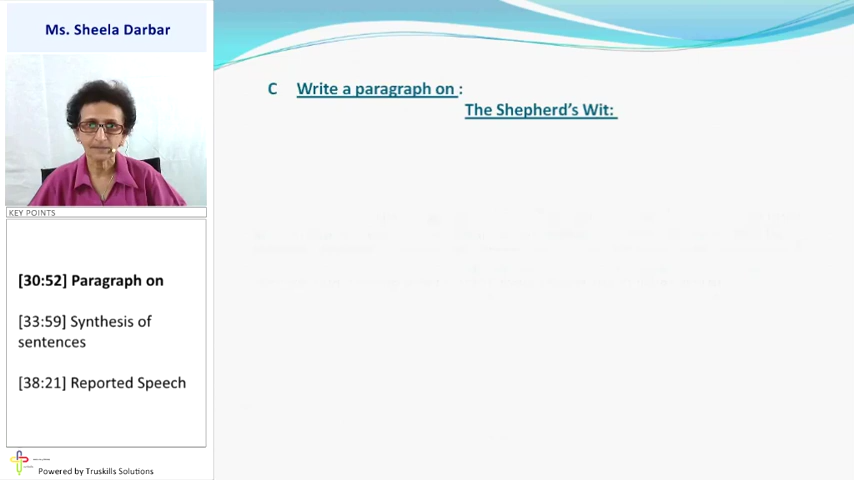 Ms. Sheela Darbar
C Write a paragraph on :
The Shepherd's Wit:
KEY POINTS
[30:52] Paragraph on
[33:59] Synthesis of
sentences
[38:21] Reported Speech
Powered by Truskills Solutions